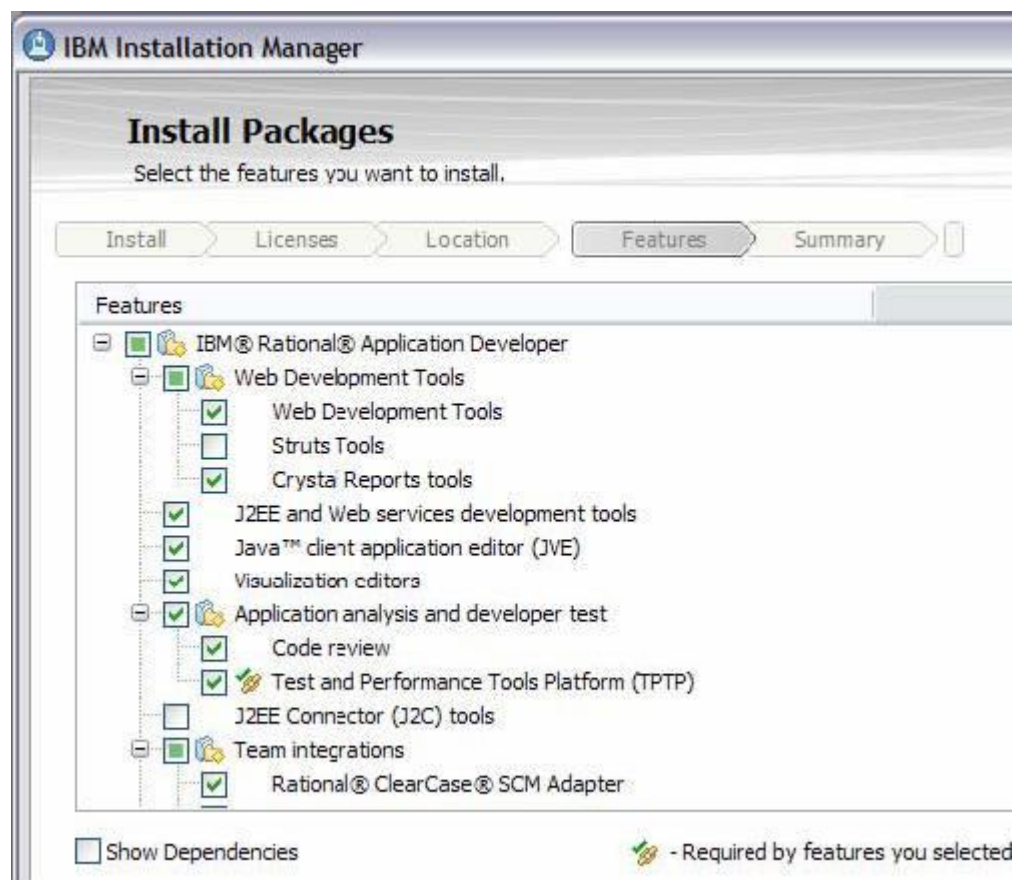 IBM Installation Manager
Install Packages
Select the features you want to install.
Install Licenses Location Features Summary
Features
IBM® Rational® Application Developer
Web Development Tools
Web Development Tools
Struts Tools
Crystal Reports tools
J2EE and Web services development tools
Java™ client application editor (JVE)
Visualization editors
Application analysis and developer test
Code review
Test and Performance Tools Platform (TPTP)
J2EE Connector (J2C) tools
Team integrations
Rational® ClearCase® SCM Adapter
Show Dependencies - Required by features you selected